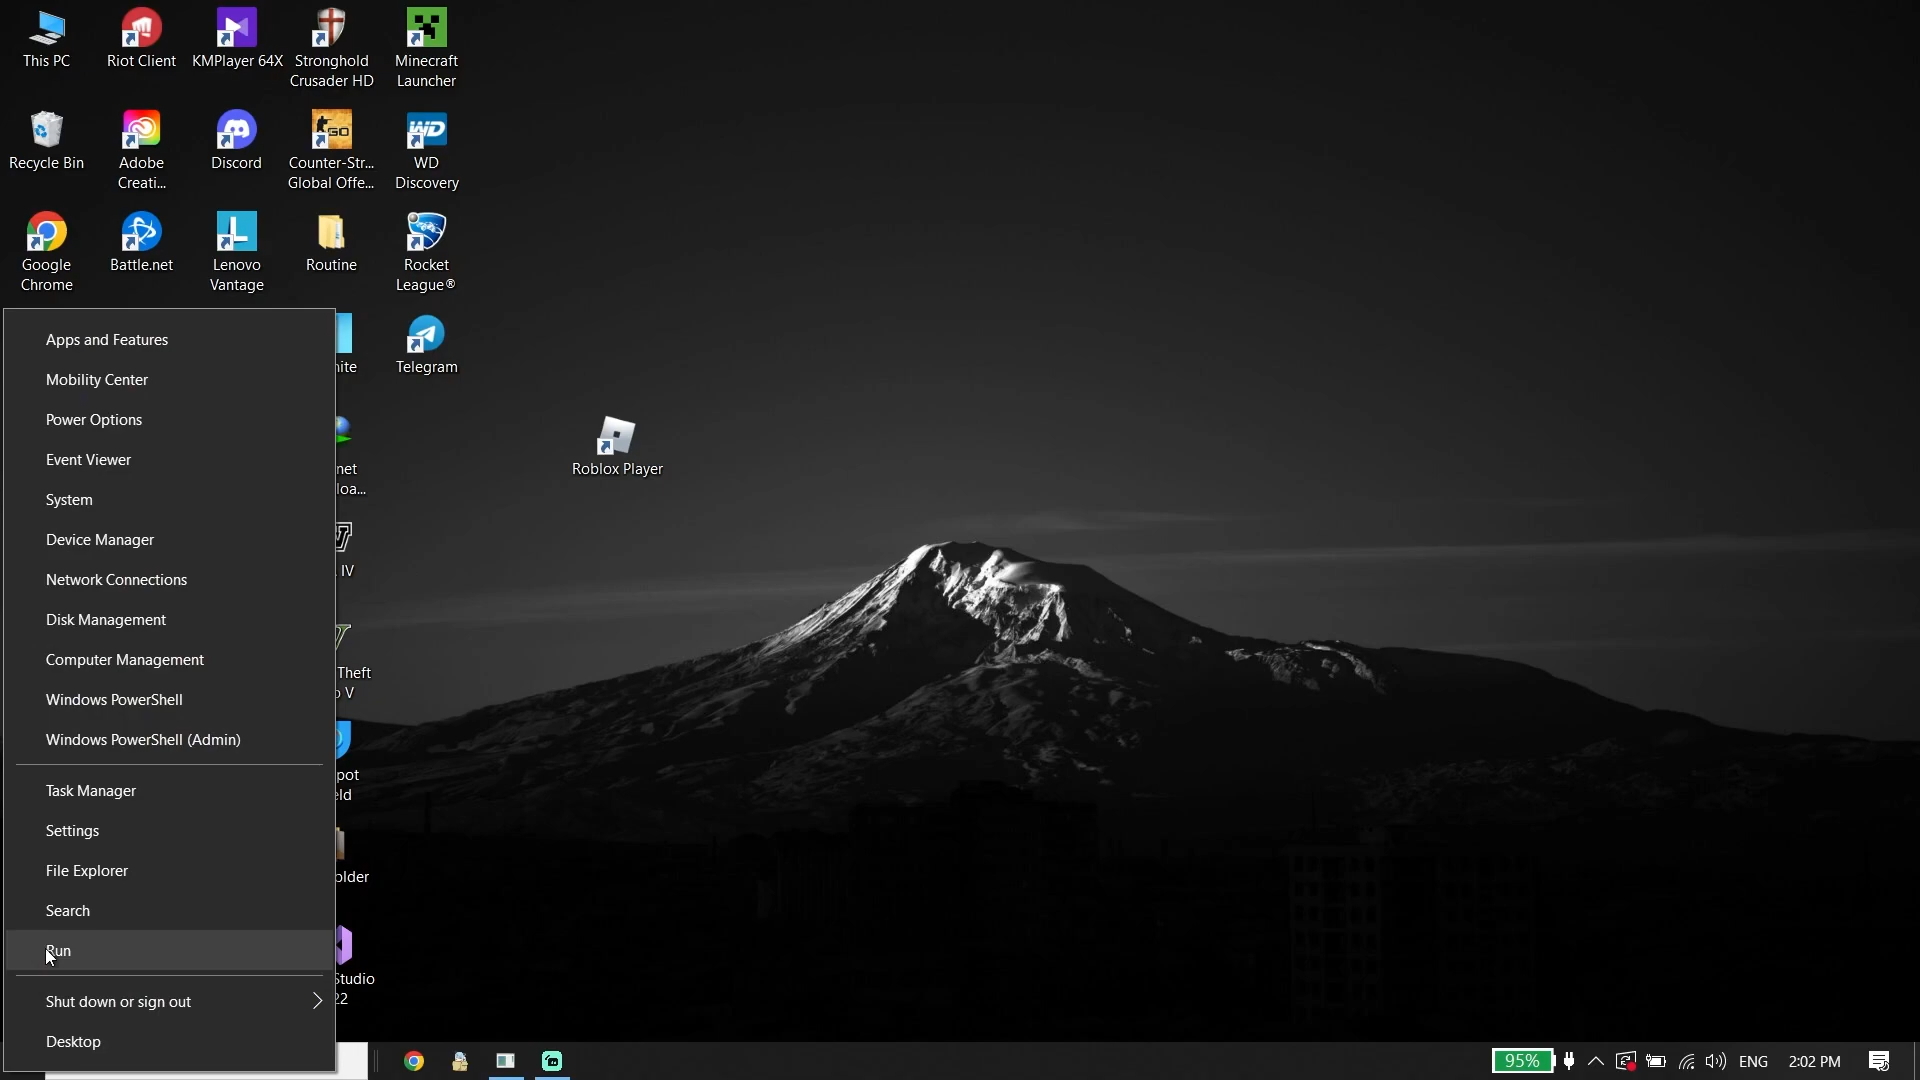 This PC
Riot Client
KMPlayer 64X
Stronghold
Crusader HD
Minecraft
Launcher
Recycle Bin
Adobe
Creati...
Discord
Counter-Str...
Global Offe...
WD
Discovery
Google
Chrome
Battle.net
Lenovo
Vantage
Routine
Rocket
League®
Telegram
Roblox Player
nite
net
loa...
IV
Theft
o V
pot
eld
older
Studio
22
Apps and Features
Mobility Center
Power Options
Event Viewer
System
Device Manager
Network Connections
Disk Management
Computer Management
Windows PowerShell
Windows PowerShell (Admin)
Task Manager
Settings
File Explorer
Search
Run
Shut down or sign out
Desktop
95%
ENG
2:02 PM